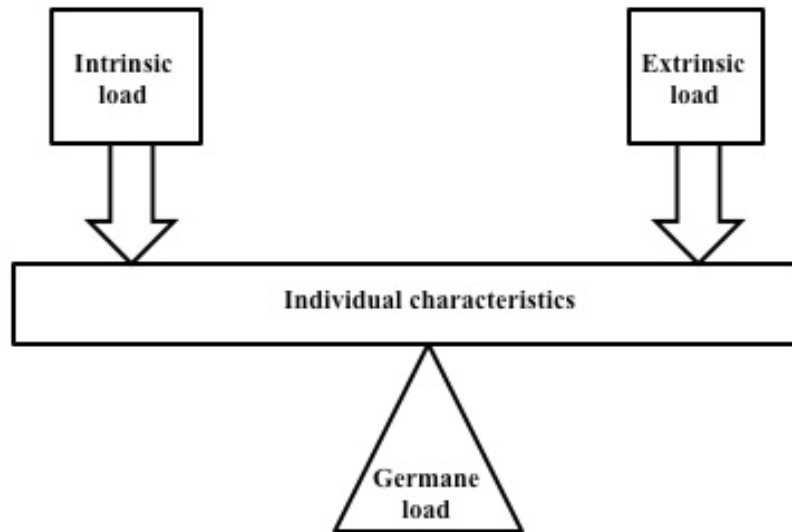 Intrinsic
load
Extrinsic
load
Individual characteristics
Germane
load